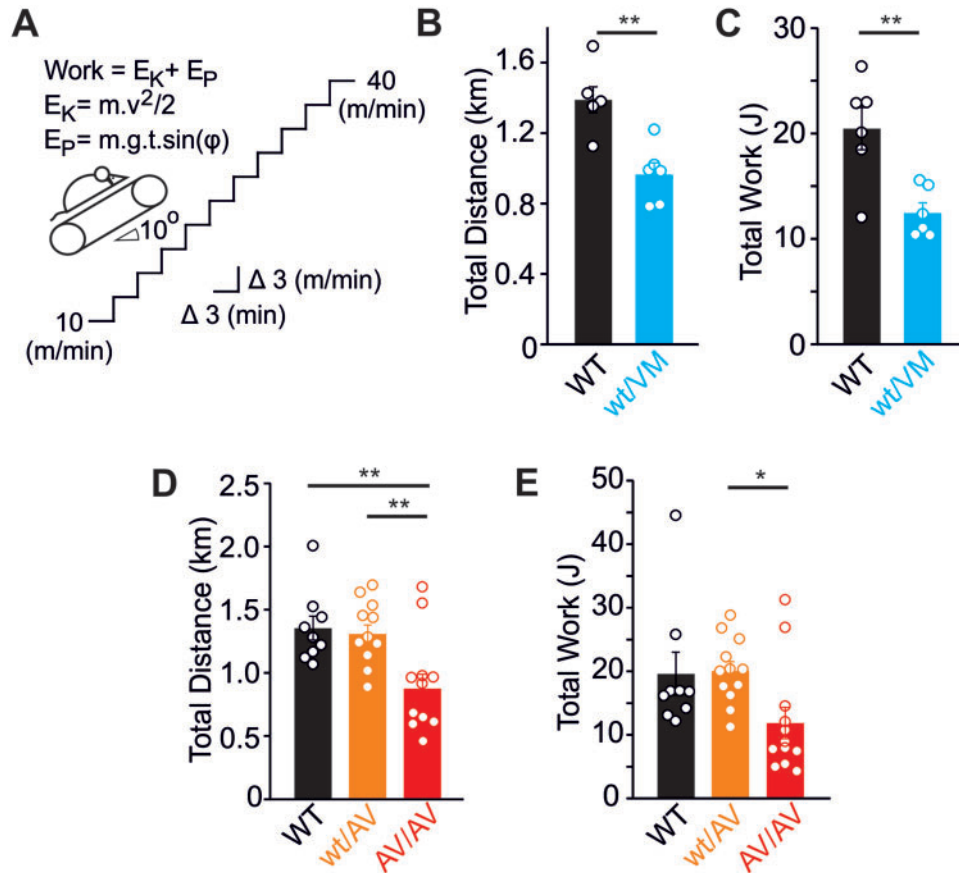 A
Work = E_K + E_P
E_K = m.v²/2
E_P = m.g.t.sin(φ)
10°
40
(m/min)
10
(m/min)
Δ 3 (m/min)
Δ 3 (min)
B
**
Total Distance (km)
1.6
1.2
0.8
0.4
0
WT
wt/VM
C
**
Total Work (J)
30
20
10
0
WT
wt/VM
D
**
**
Total Distance (km)
2.5
2.0
1.5
1.0
0.5
0
WT
wt/AV
AV/AV
E
*
Total Work (J)
50
40
30
20
10
0
WT
wt/AV
AV/AV